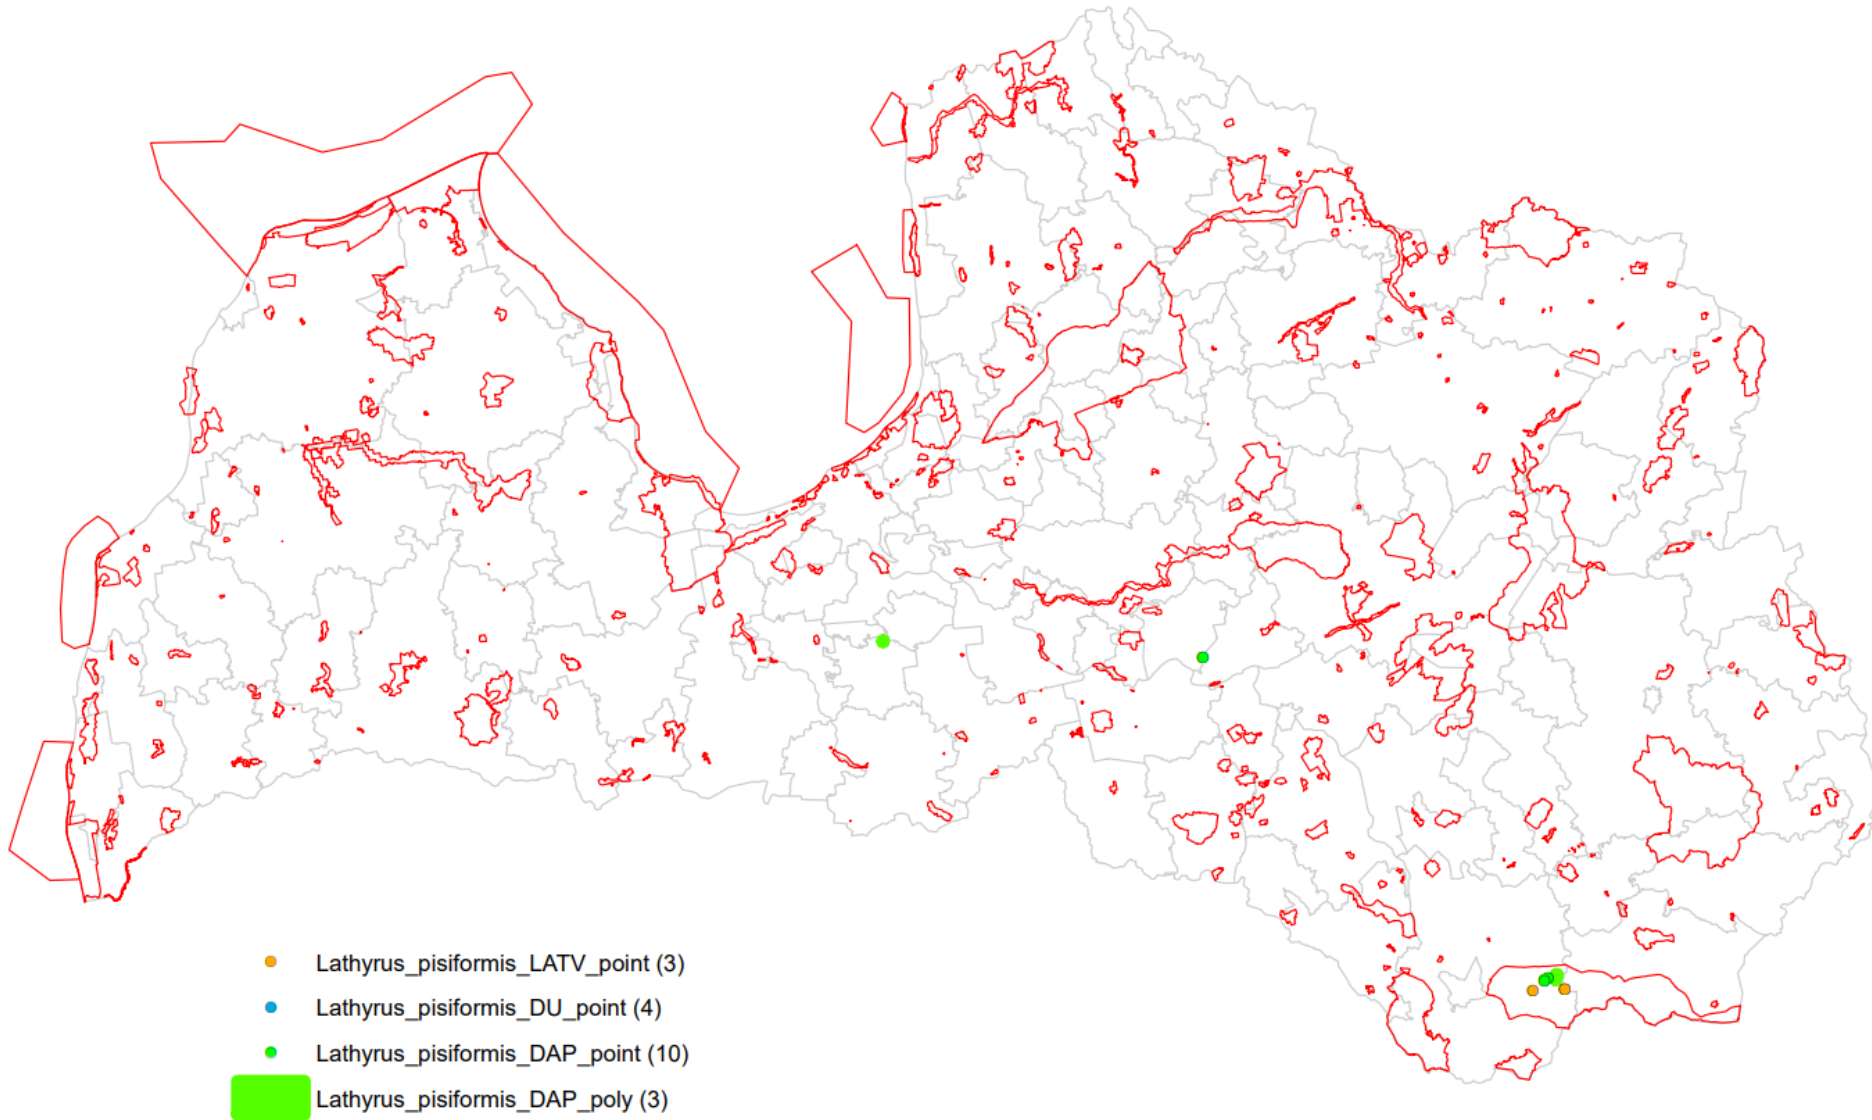 Lathyrus_pisiformis_LATV_point (3)
Lathyrus_pisiformis_DU_point (4)
Lathyrus_pisiformis_DAP_point (10)
Lathyrus_pisiformis_DAP_poly (3)